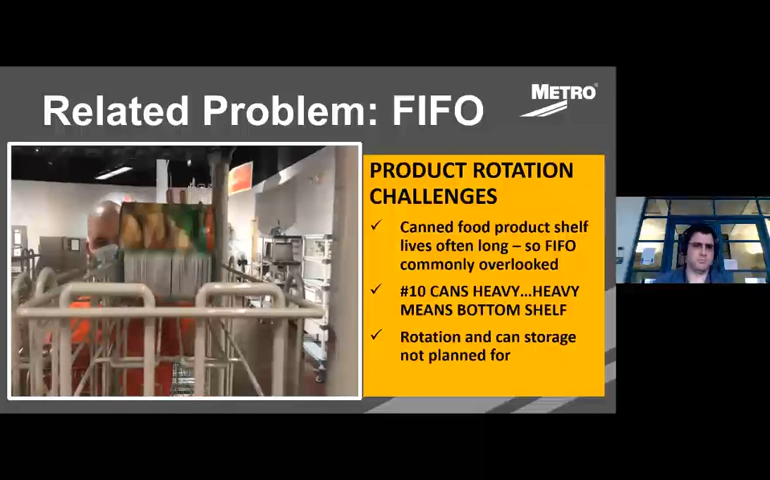 Related Problem: FIFO
METRO
PRODUCT ROTATION
CHALLENGES
✓ Canned food product shelf
lives often long – so FIFO
commonly overlooked
✓ #10 CANS HEAVY...HEAVY
MEANS BOTTOM SHELF
✓ Rotation and can storage
not planned for